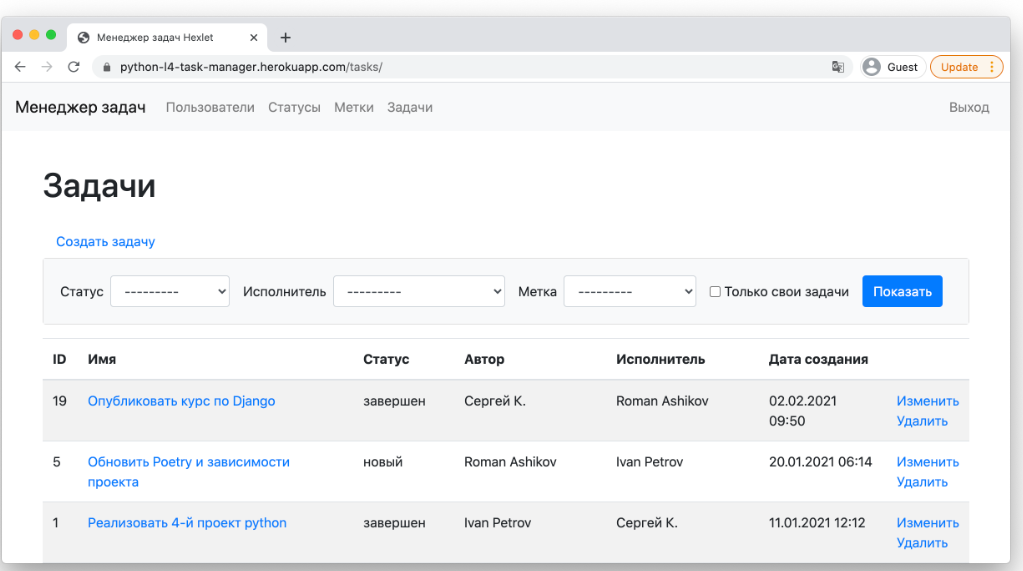 Менеджер задач Hexlet
python-l4-task-manager.herokuapp.com/tasks/ Guest Update
Менеджер задач Пользователи Статусы Метки Задачи Выход
Задачи
Создать задачу
Статус --------- Исполнитель --------- Метка --------- Только свои задачи Показать
ID Имя Статус Автор Исполнитель Дата создания
19 Опубликовать курс по Django завершен Сергей К. Roman Ashikov 02.02.2021 Изменить
09:50 Удалить
5 Обновить Poetry и зависимости новый Roman Ashikov Ivan Petrov 20.01.2021 06:14 Изменить
проекта Удалить
1 Реализовать 4-й проект python завершен Ivan Petrov Сергей К. 11.01.2021 12:12 Изменить
Удалить